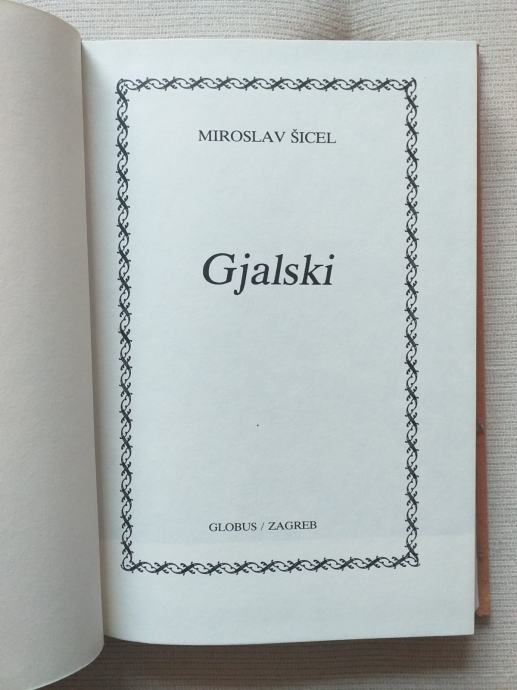 MIROSLAV ŠICEL
Gjalski
GLOBUS / ZAGREB